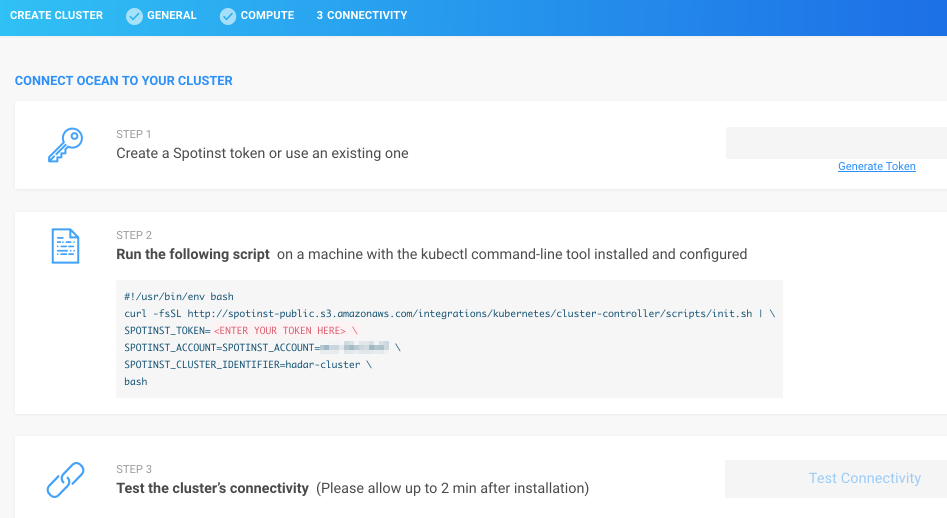 CREATE CLUSTER GENERAL COMPUTE 3 CONNECTIVITY
CONNECT OCEAN TO YOUR CLUSTER
STEP 1
Create a Spotinst token or use an existing one
Generate Token
STEP 2
Run the following script on a machine with the kubectl command-line tool installed and configured
#!/usr/bin/env bash
curl -fsSL http://spotinst-public.s3.amazonaws.com/integrations/kubernetes/cluster-controller/scripts/init.sh | \
SPOTINST_TOKEN= <ENTER YOUR TOKEN HERE> \
SPOTINST_ACCOUNT=SPOTINST_ACCOUNT= \
SPOTINST_CLUSTER_IDENTIFIER=hadar-cluster \
bash
STEP 3
Test the cluster's connectivity (Please allow up to 2 min after installation)
Test Connectivity